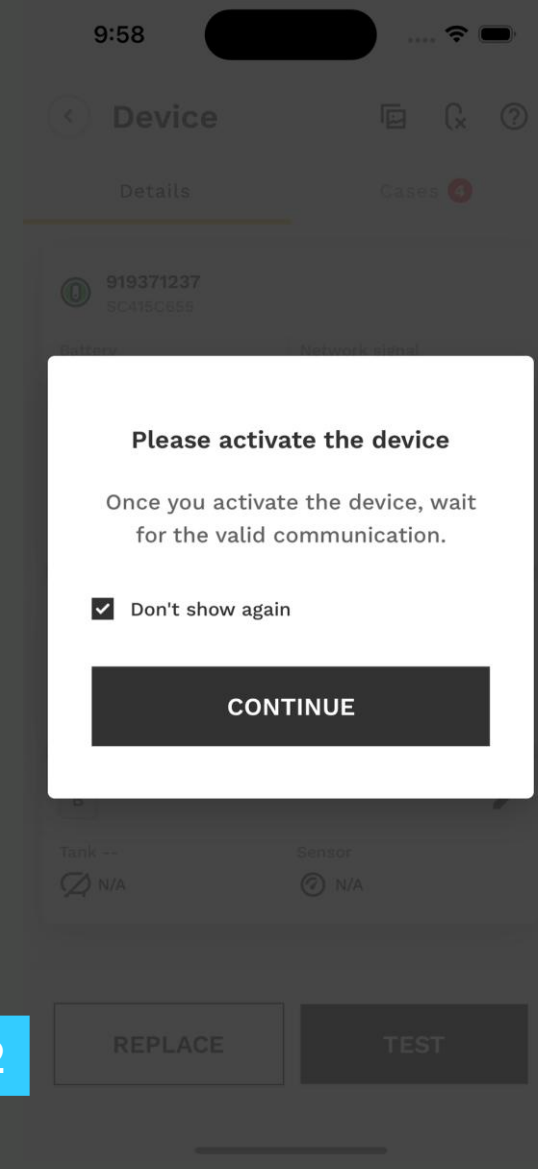 9:58
Device
Details
Cases 4
919371237
SC415C655
Battery
Network signal
Please activate the device
Once you activate the device, wait
for the valid communication.
Don't show again
CONTINUE
B
Tank --
Sensor
N/A
N/A
REPLACE
TEST
2